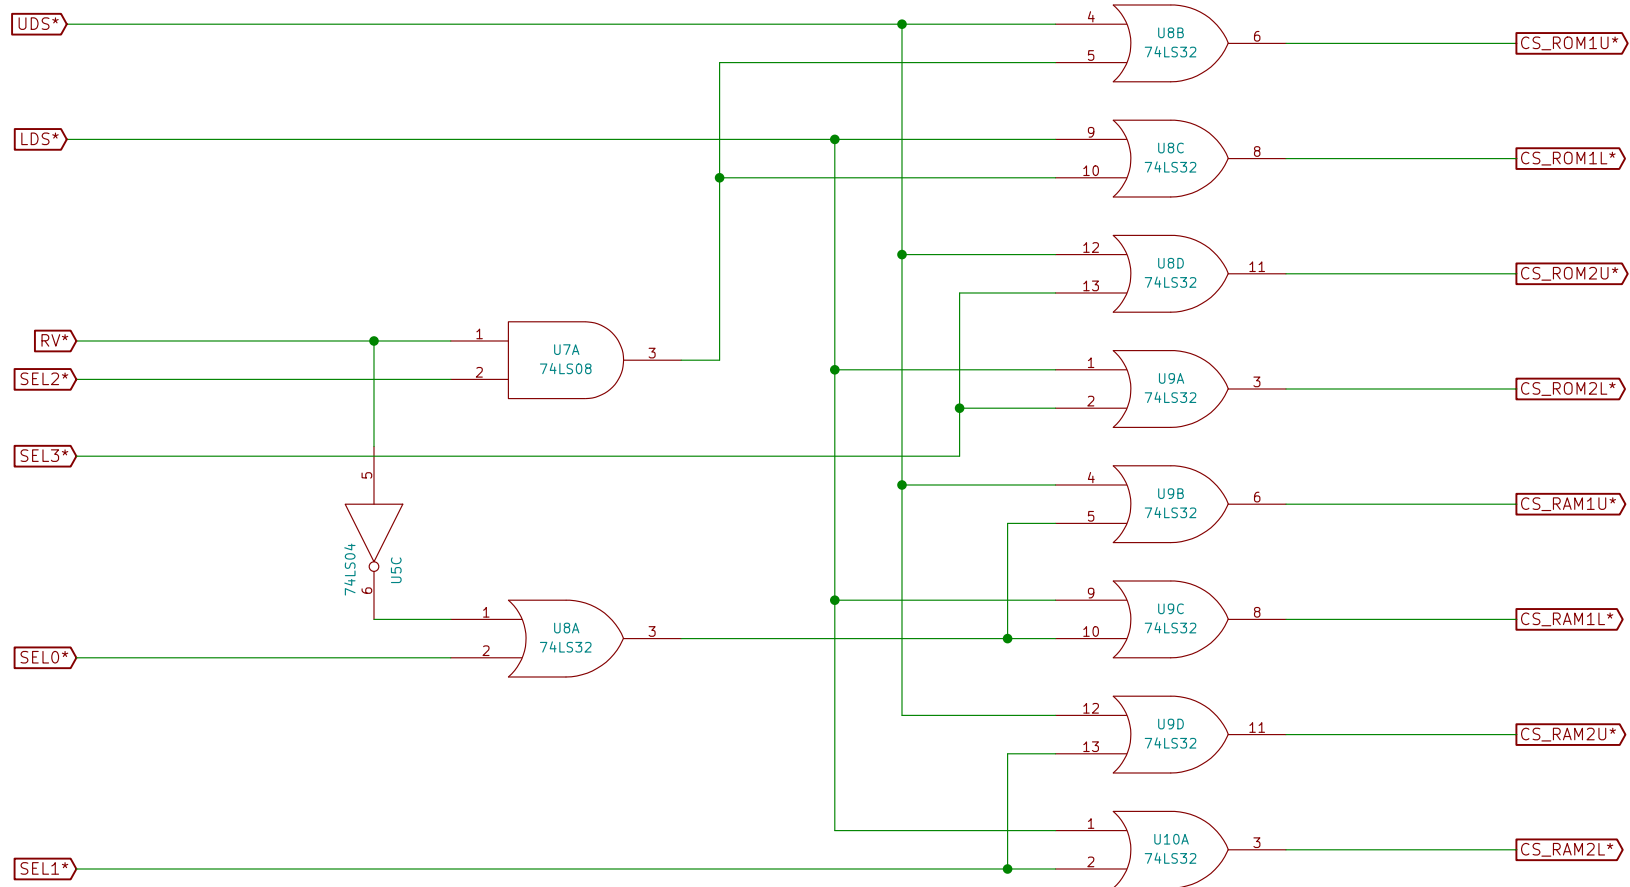 UDS*
4
U8B
74LS32
5
6
CS_ROM1U*
LDS*
9
U8C
74LS32
10
8
CS_ROM1L*
12
U8D
74LS32
13
11
CS_ROM2U*
RV*
1
U7A
74LS08
3
SEL2*
2
1
U9A
74LS32
2
3
CS_ROM2L*
SEL3*
5
74LS04
U5C
6
4
U9B
74LS32
5
6
CS_RAM1U*
1
U8A
74LS32
3
SEL0*
2
9
U9C
74LS32
10
8
CS_RAM1L*
12
U9D
74LS32
13
11
CS_RAM2U*
SEL1*
1
U10A
74LS32
2
3
CS_RAM2L*